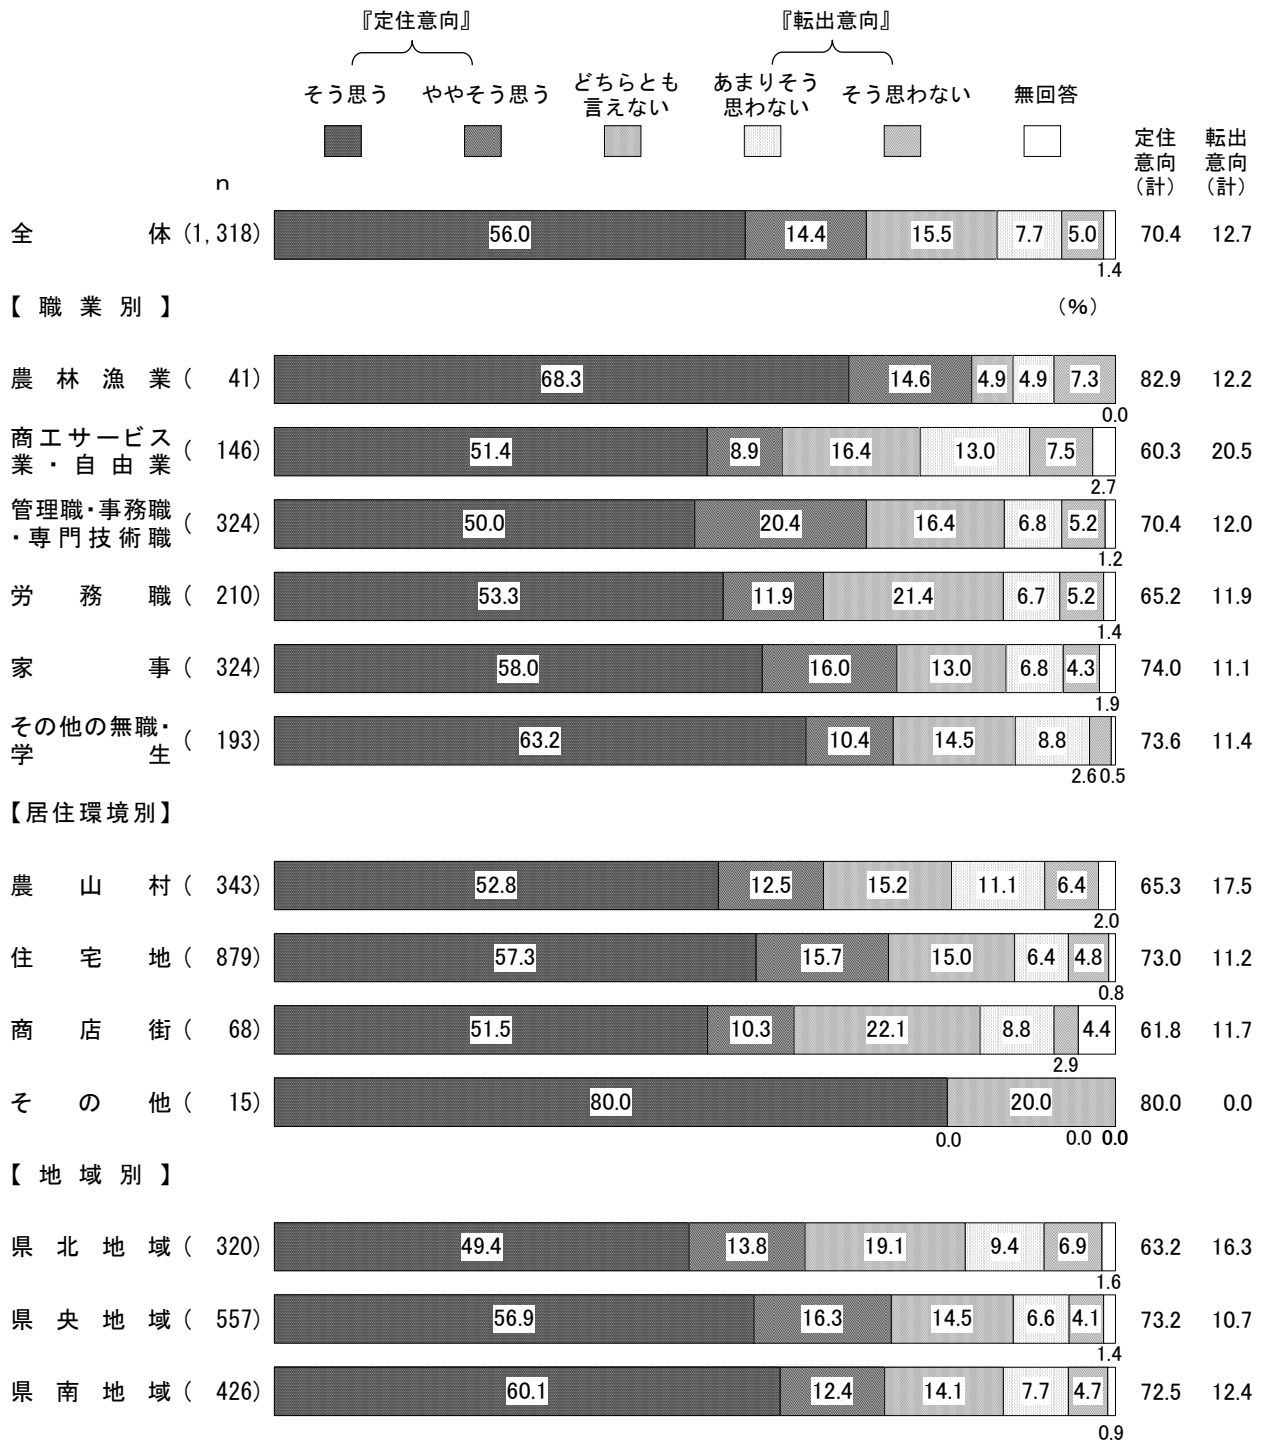 『定住意向』 『転出意向』
そう思う ややそう思う どちらとも言えない あまりそう思わない そう思わない 無回答
定住意向（計） 転出意向（計）
n
全体 (1,318) 56.0 14.4 15.5 7.7 5.0 70.4 12.7
1.4
【職業別】 （％）
農林漁業 ( 41) 68.3 14.6 4.9 4.9 7.3 82.9 12.2
0.0
商工サービス業・自由業 ( 146) 51.4 8.9 16.4 13.0 7.5 60.3 20.5
2.7
管理職・事務職・専門技術職 ( 324) 50.0 20.4 16.4 6.8 5.2 70.4 12.0
1.2
労務職 ( 210) 53.3 11.9 21.4 6.7 5.2 65.2 11.9
1.4
家事 ( 324) 58.0 16.0 13.0 6.8 4.3 74.0 11.1
1.9
その他の無職・学生 ( 193) 63.2 10.4 14.5 8.8 73.6 11.4
2.6 0.5
【居住環境別】
農山村 ( 343) 52.8 12.5 15.2 11.1 6.4 65.3 17.5
2.0
住宅地 ( 879) 57.3 15.7 15.0 6.4 4.8 73.0 11.2
0.8
商店街 ( 68) 51.5 10.3 22.1 8.8 4.4 61.8 11.7
2.9
その他 ( 15) 80.0 20.0 80.0 0.0
0.0 0.0 0.0
【地域別】
県北地域 ( 320) 49.4 13.8 19.1 9.4 6.9 63.2 16.3
1.6
県央地域 ( 557) 56.9 16.3 14.5 6.6 4.1 73.2 10.7
1.4
県南地域 ( 426) 60.1 12.4 14.1 7.7 4.7 72.5 12.4
0.9